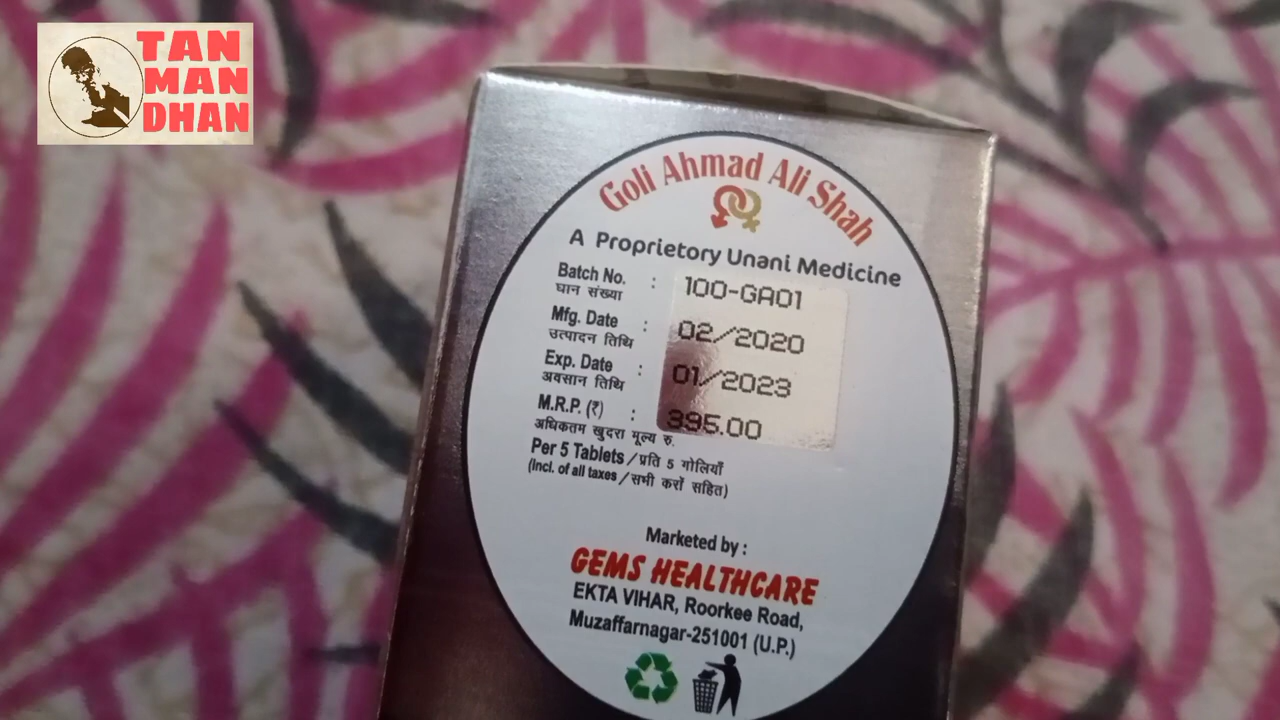 TAN
MAN
DHAN
Goli Ahmad Ali Shah
A Proprietory Unani Medicine
Batch No. : 100-GA01
घान संख्या
Mfg. Date : 02/2020
उत्पादन तिथि
Exp. Date : 01/2023
अवसान तिथि
M.R.P. (₹) : 395.00
अधिकतम खुदरा मूल्य रु.
Per 5 Tablets / प्रति 5 गोलियाँ
(Incl. of all taxes / सभी करों सहित)
Marketed by :
GEMS HEALTHCARE
EKTA VIHAR, Roorkee Road,
Muzaffarnagar-251001 (U.P.)